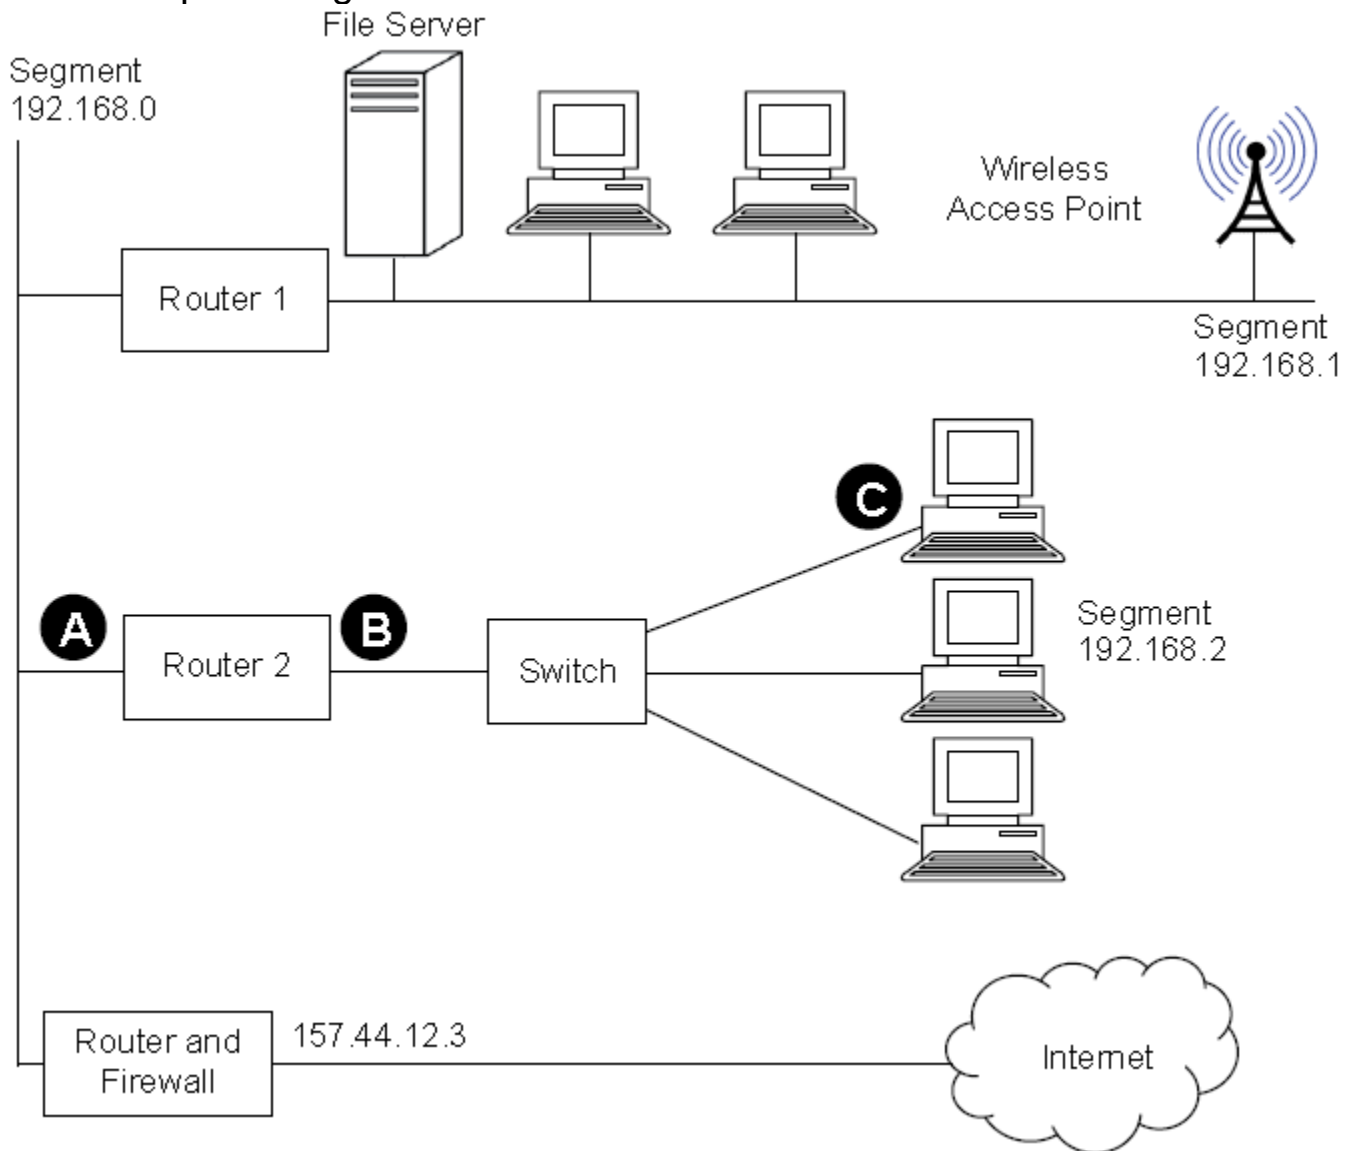 File Server
Segment
192.168.0
Wireless
Access Point
Router 1
Segment
192.168.1
C
A
Router 2
B
Switch
Segment
192.168.2
Router and
Firewall
157.44.12.3
Internet